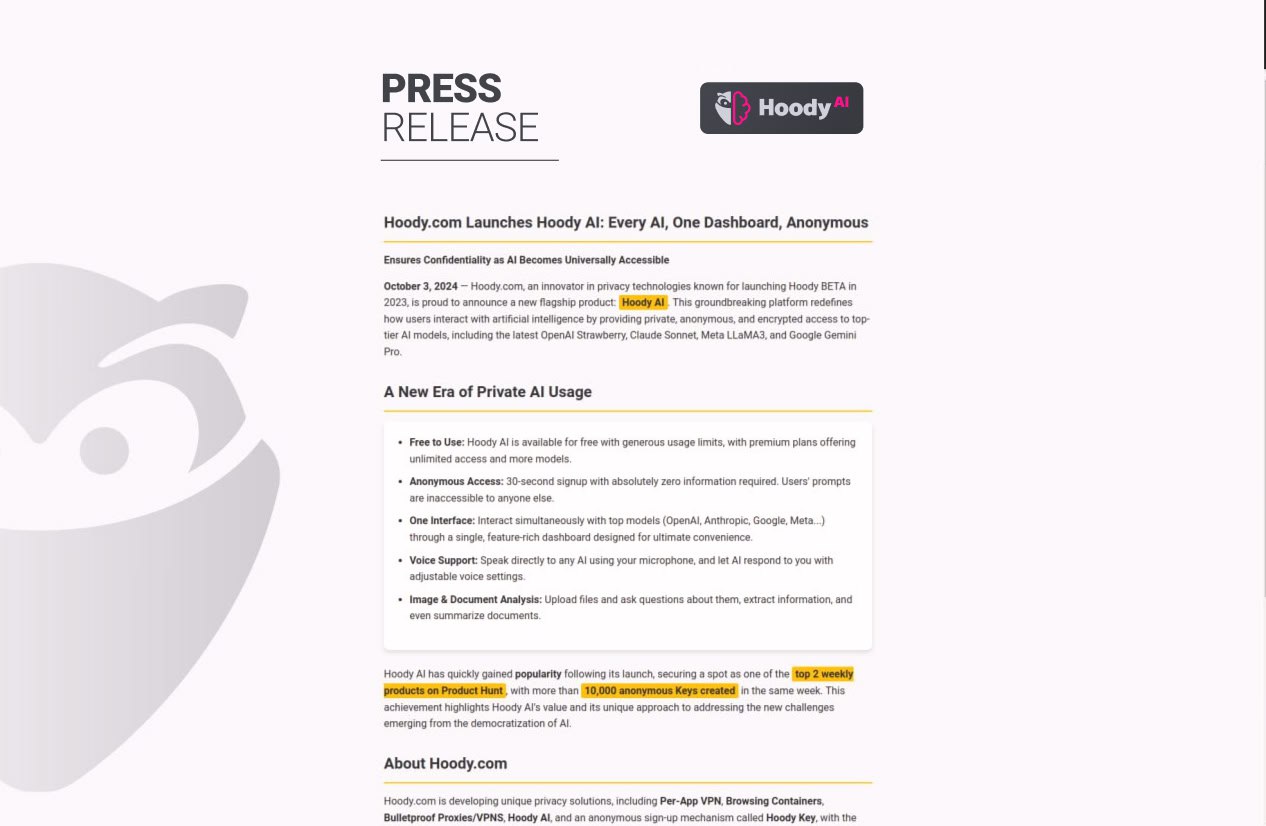 PRESS
RELEASE
Hoody AI
Hoody.com Launches Hoody AI: Every AI, One Dashboard, Anonymous
Ensures Confidentiality as AI Becomes Universally Accessible
October 3, 2024 — Hoody.com, an innovator in privacy technologies known for launching Hoody BETA in
2023, is proud to announce a new flagship product: Hoody AI. This groundbreaking platform redefines
how users interact with artificial intelligence by providing private, anonymous, and encrypted access to top-
tier AI models, including the latest OpenAI Strawberry, Claude Sonnet, Meta LLaMA3, and Google Gemini
Pro.
A New Era of Private AI Usage
• Free to Use: Hoody AI is available for free with generous usage limits, with premium plans offering
unlimited access and more models.
• Anonymous Access: 30-second signup with absolutely zero information required. Users' prompts
are inaccessible to anyone else.
• One Interface: Interact simultaneously with top models (OpenAI, Anthropic, Google, Meta...)
through a single, feature-rich dashboard designed for ultimate convenience.
• Voice Support: Speak directly to any AI using your microphone, and let AI respond to you with
adjustable voice settings.
• Image & Document Analysis: Upload files and ask questions about them, extract information, and
even summarize documents.
Hoody AI has quickly gained popularity following its launch, securing a spot as one of the top 2 weekly
products on Product Hunt, with more than 10,000 anonymous Keys created in the same week. This
achievement highlights Hoody AI's value and its unique approach to addressing the new challenges
emerging from the democratization of AI.
About Hoody.com
Hoody.com is developing unique privacy solutions, including Per-App VPN, Browsing Containers,
Bulletproof Proxies/VPNS, Hoody AI, and an anonymous sign-up mechanism called Hoody Key, with the